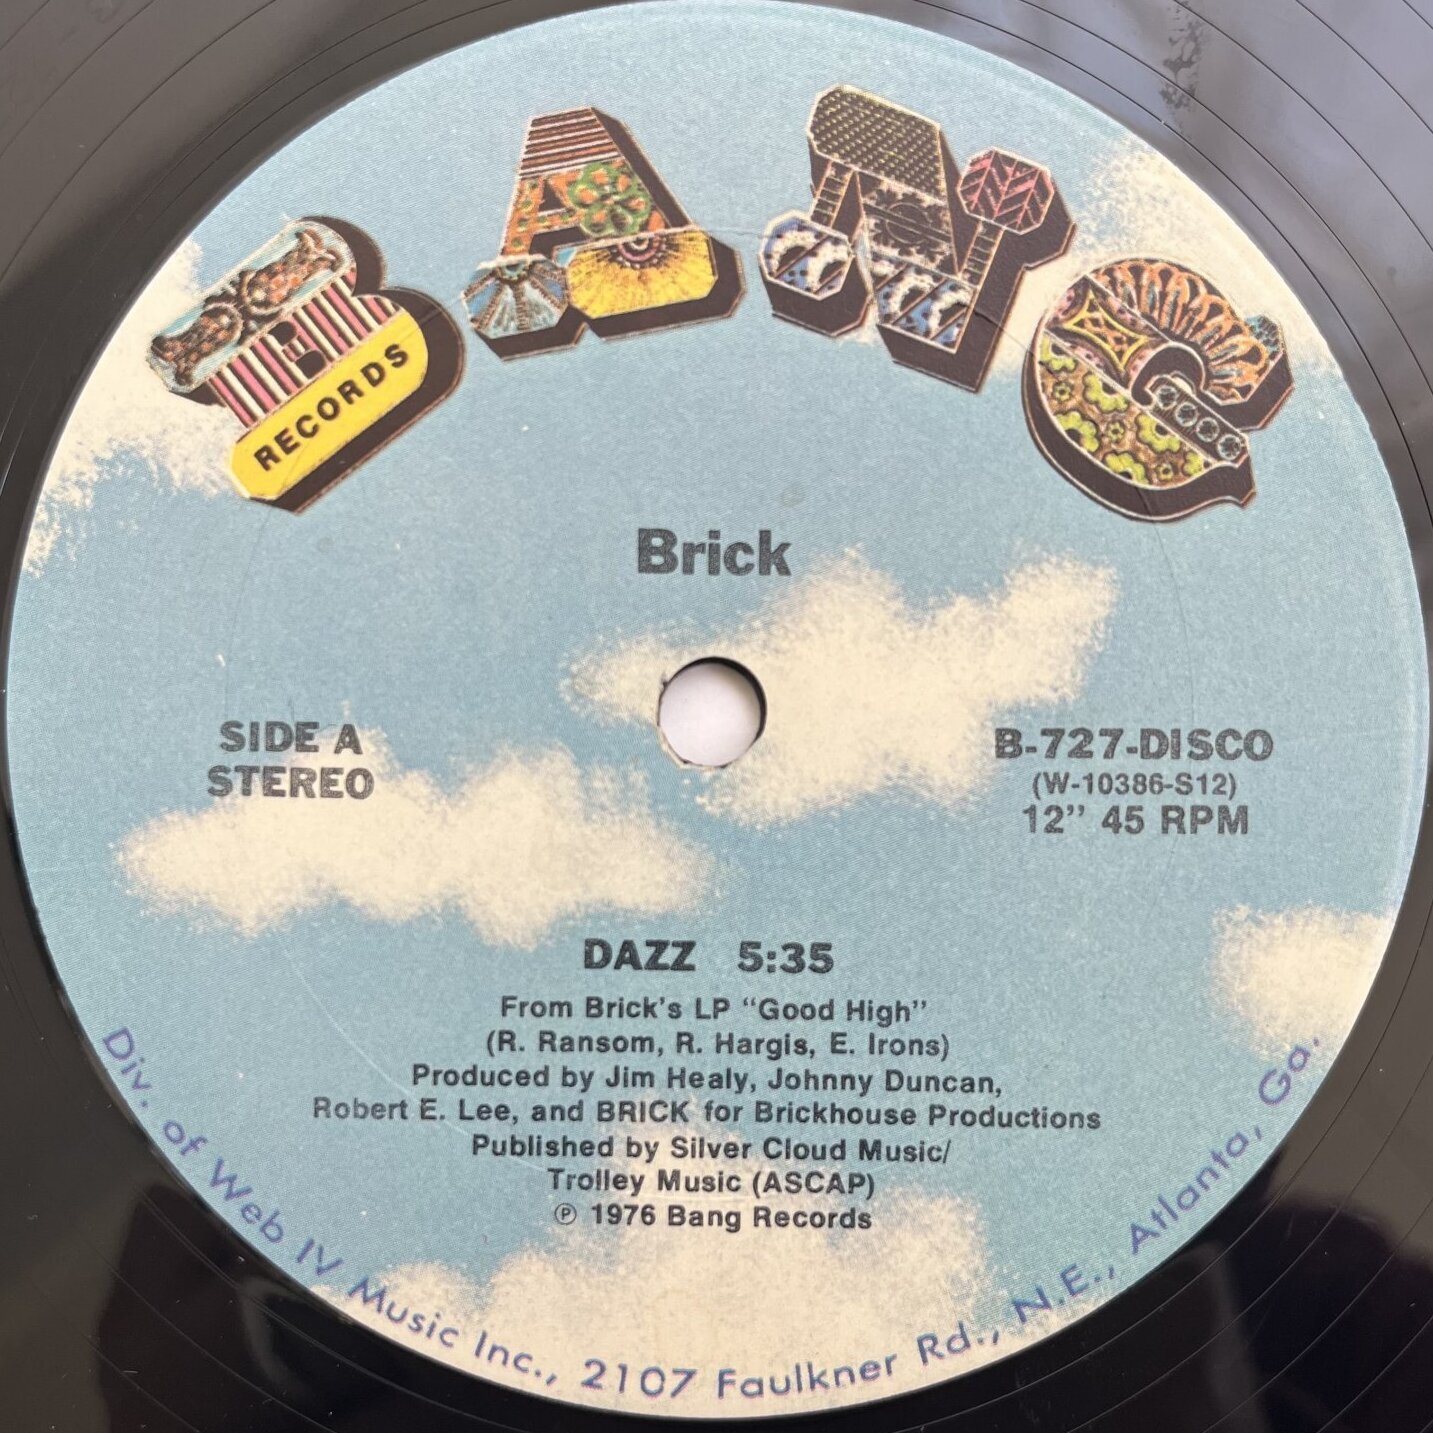 BANG
RECORDS
Brick
SIDE A
STEREO
B-727-DISCO
(W-10386-S12)
12” 45 RPM
DAZZ 5:35
From Brick's LP “Good High”
(R. Ransom, R. Hargis, E. Irons)
Produced by Jim Healy, Johnny Duncan,
Robert E. Lee, and BRICK for Brickhouse Productions
Published by Silver Cloud Music/
Trolley Music (ASCAP)
℗ 1976 Bang Records
Div. of Web IV Music Inc., 2107 Faulkner Rd., N.E., Atlanta, Ga.